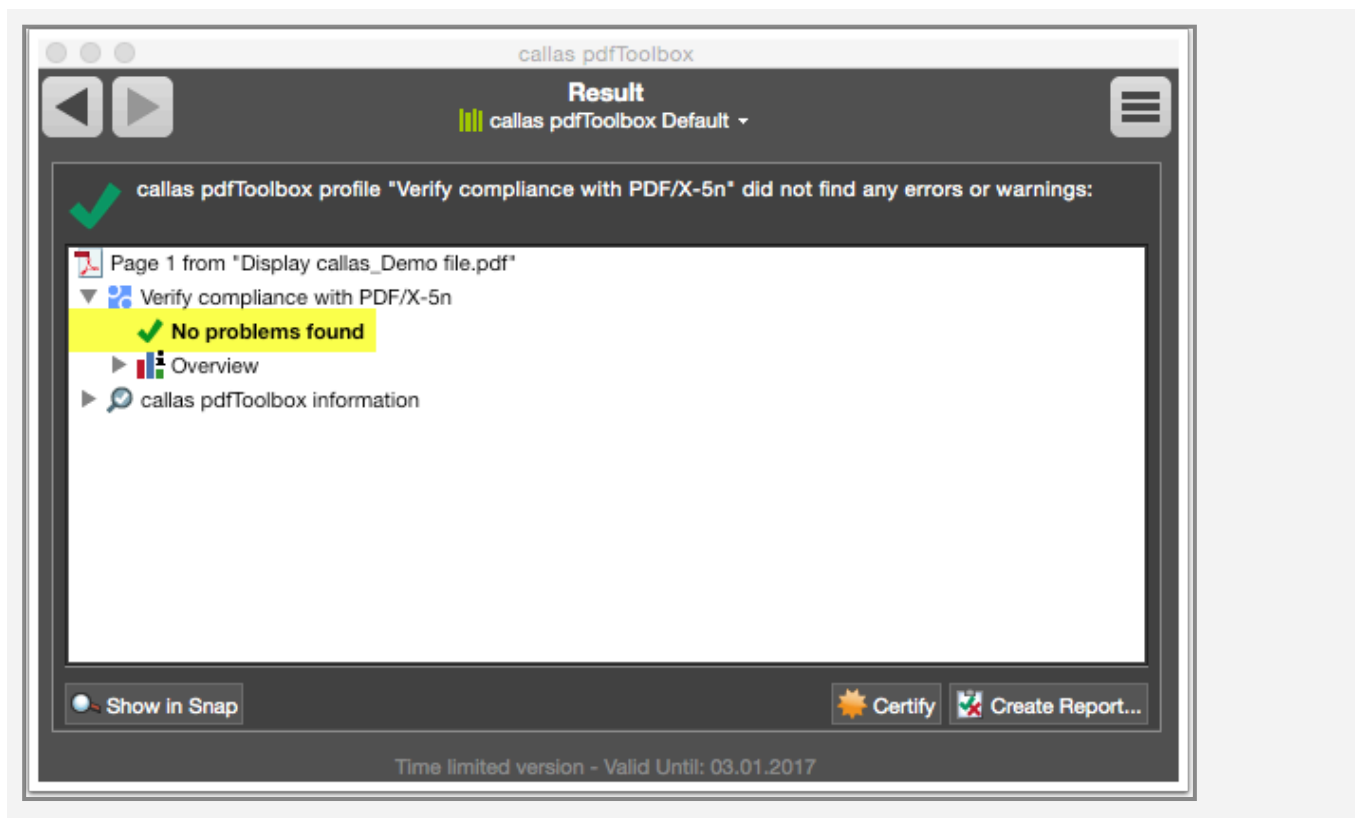 callas pdfToolbox
Result
callas pdfToolbox Default
callas pdfToolbox profile "Verify compliance with PDF/X-5n" did not find any errors or warnings:
Page 1 from "Display callas_Demo file.pdf"
Verify compliance with PDF/X-5n
No problems found
Overview
callas pdfToolbox information
Show in Snap
Certify
Create Report...
Time limited version - Valid Until: 03.01.2017